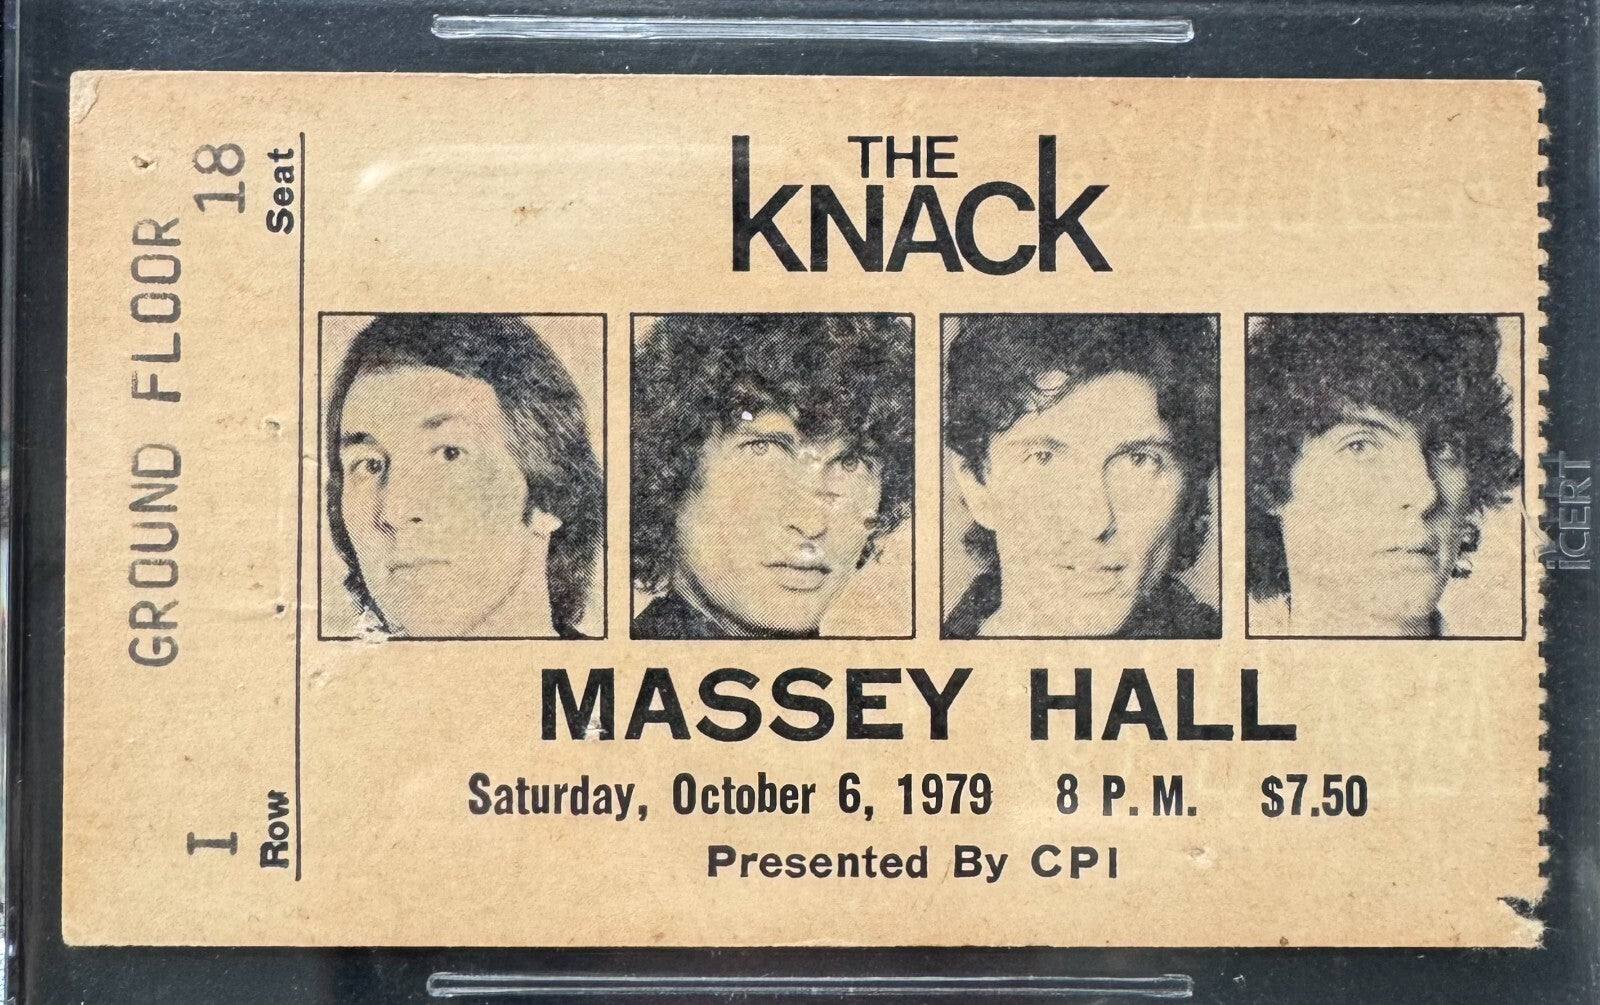 GROUND FLOOR
I 18
Row Seat
THE
KNACK
MASSEY HALL
Saturday, October 6, 1979 8 P.M. $7.50
Presented By CPI
iCERT